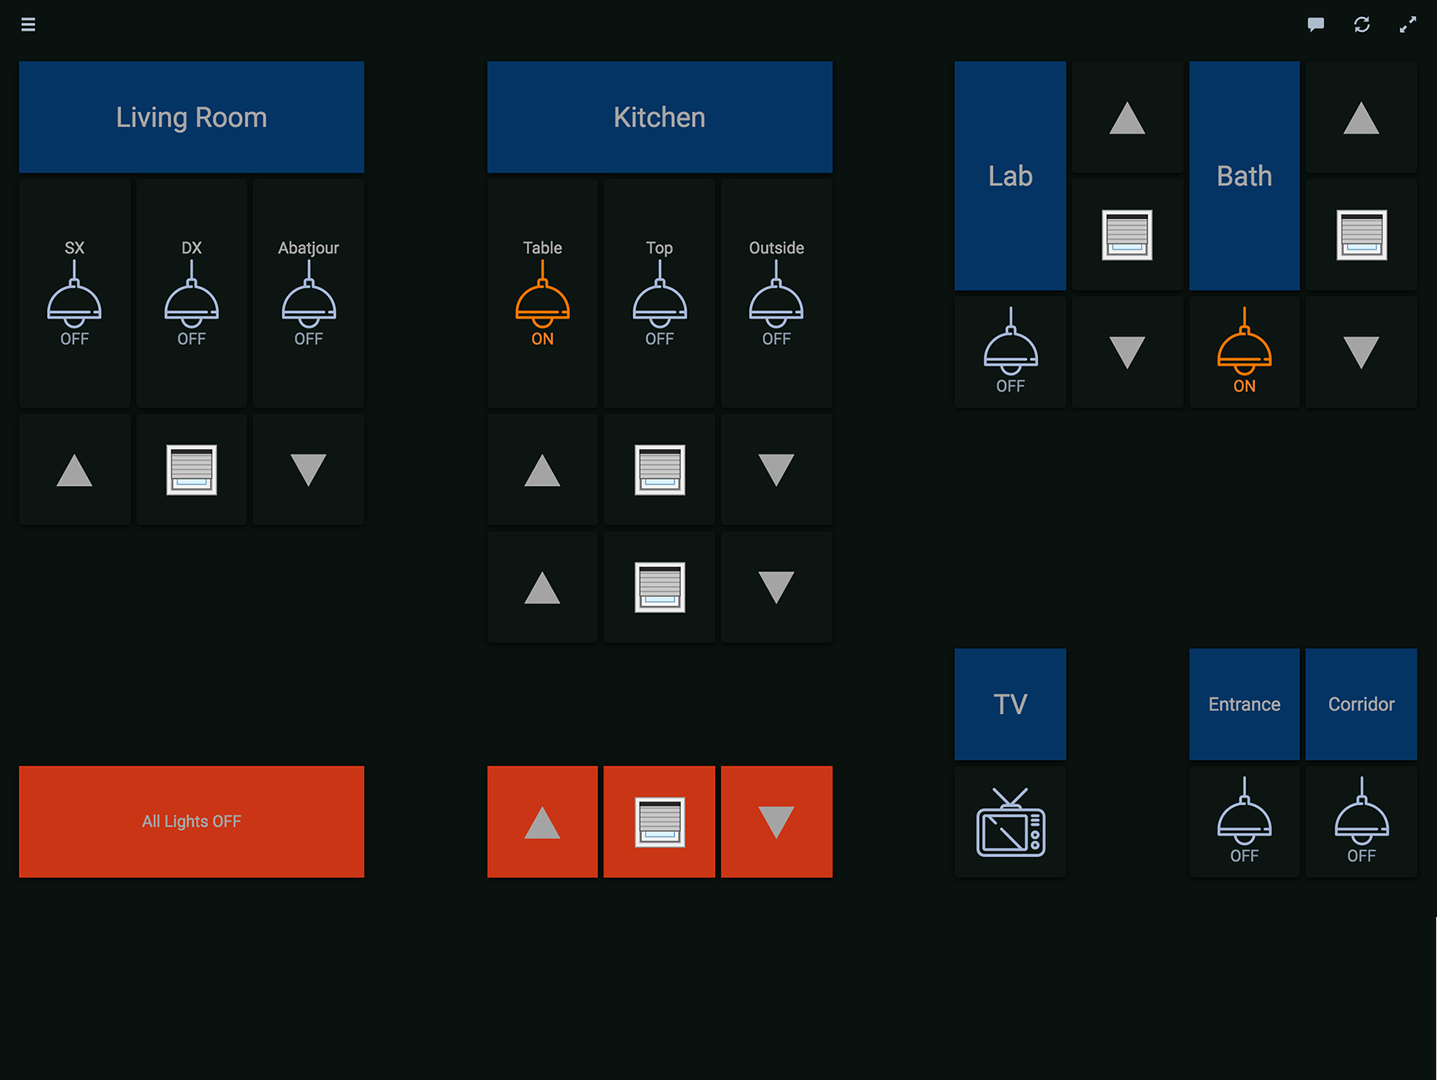 Living Room
SX
DX
Abatjour
OFF
OFF
OFF
Kitchen
Table
Top
Outside
ON
OFF
OFF
Lab
Bath
OFF
ON
TV
Entrance
Corridor
OFF
OFF
All Lights OFF